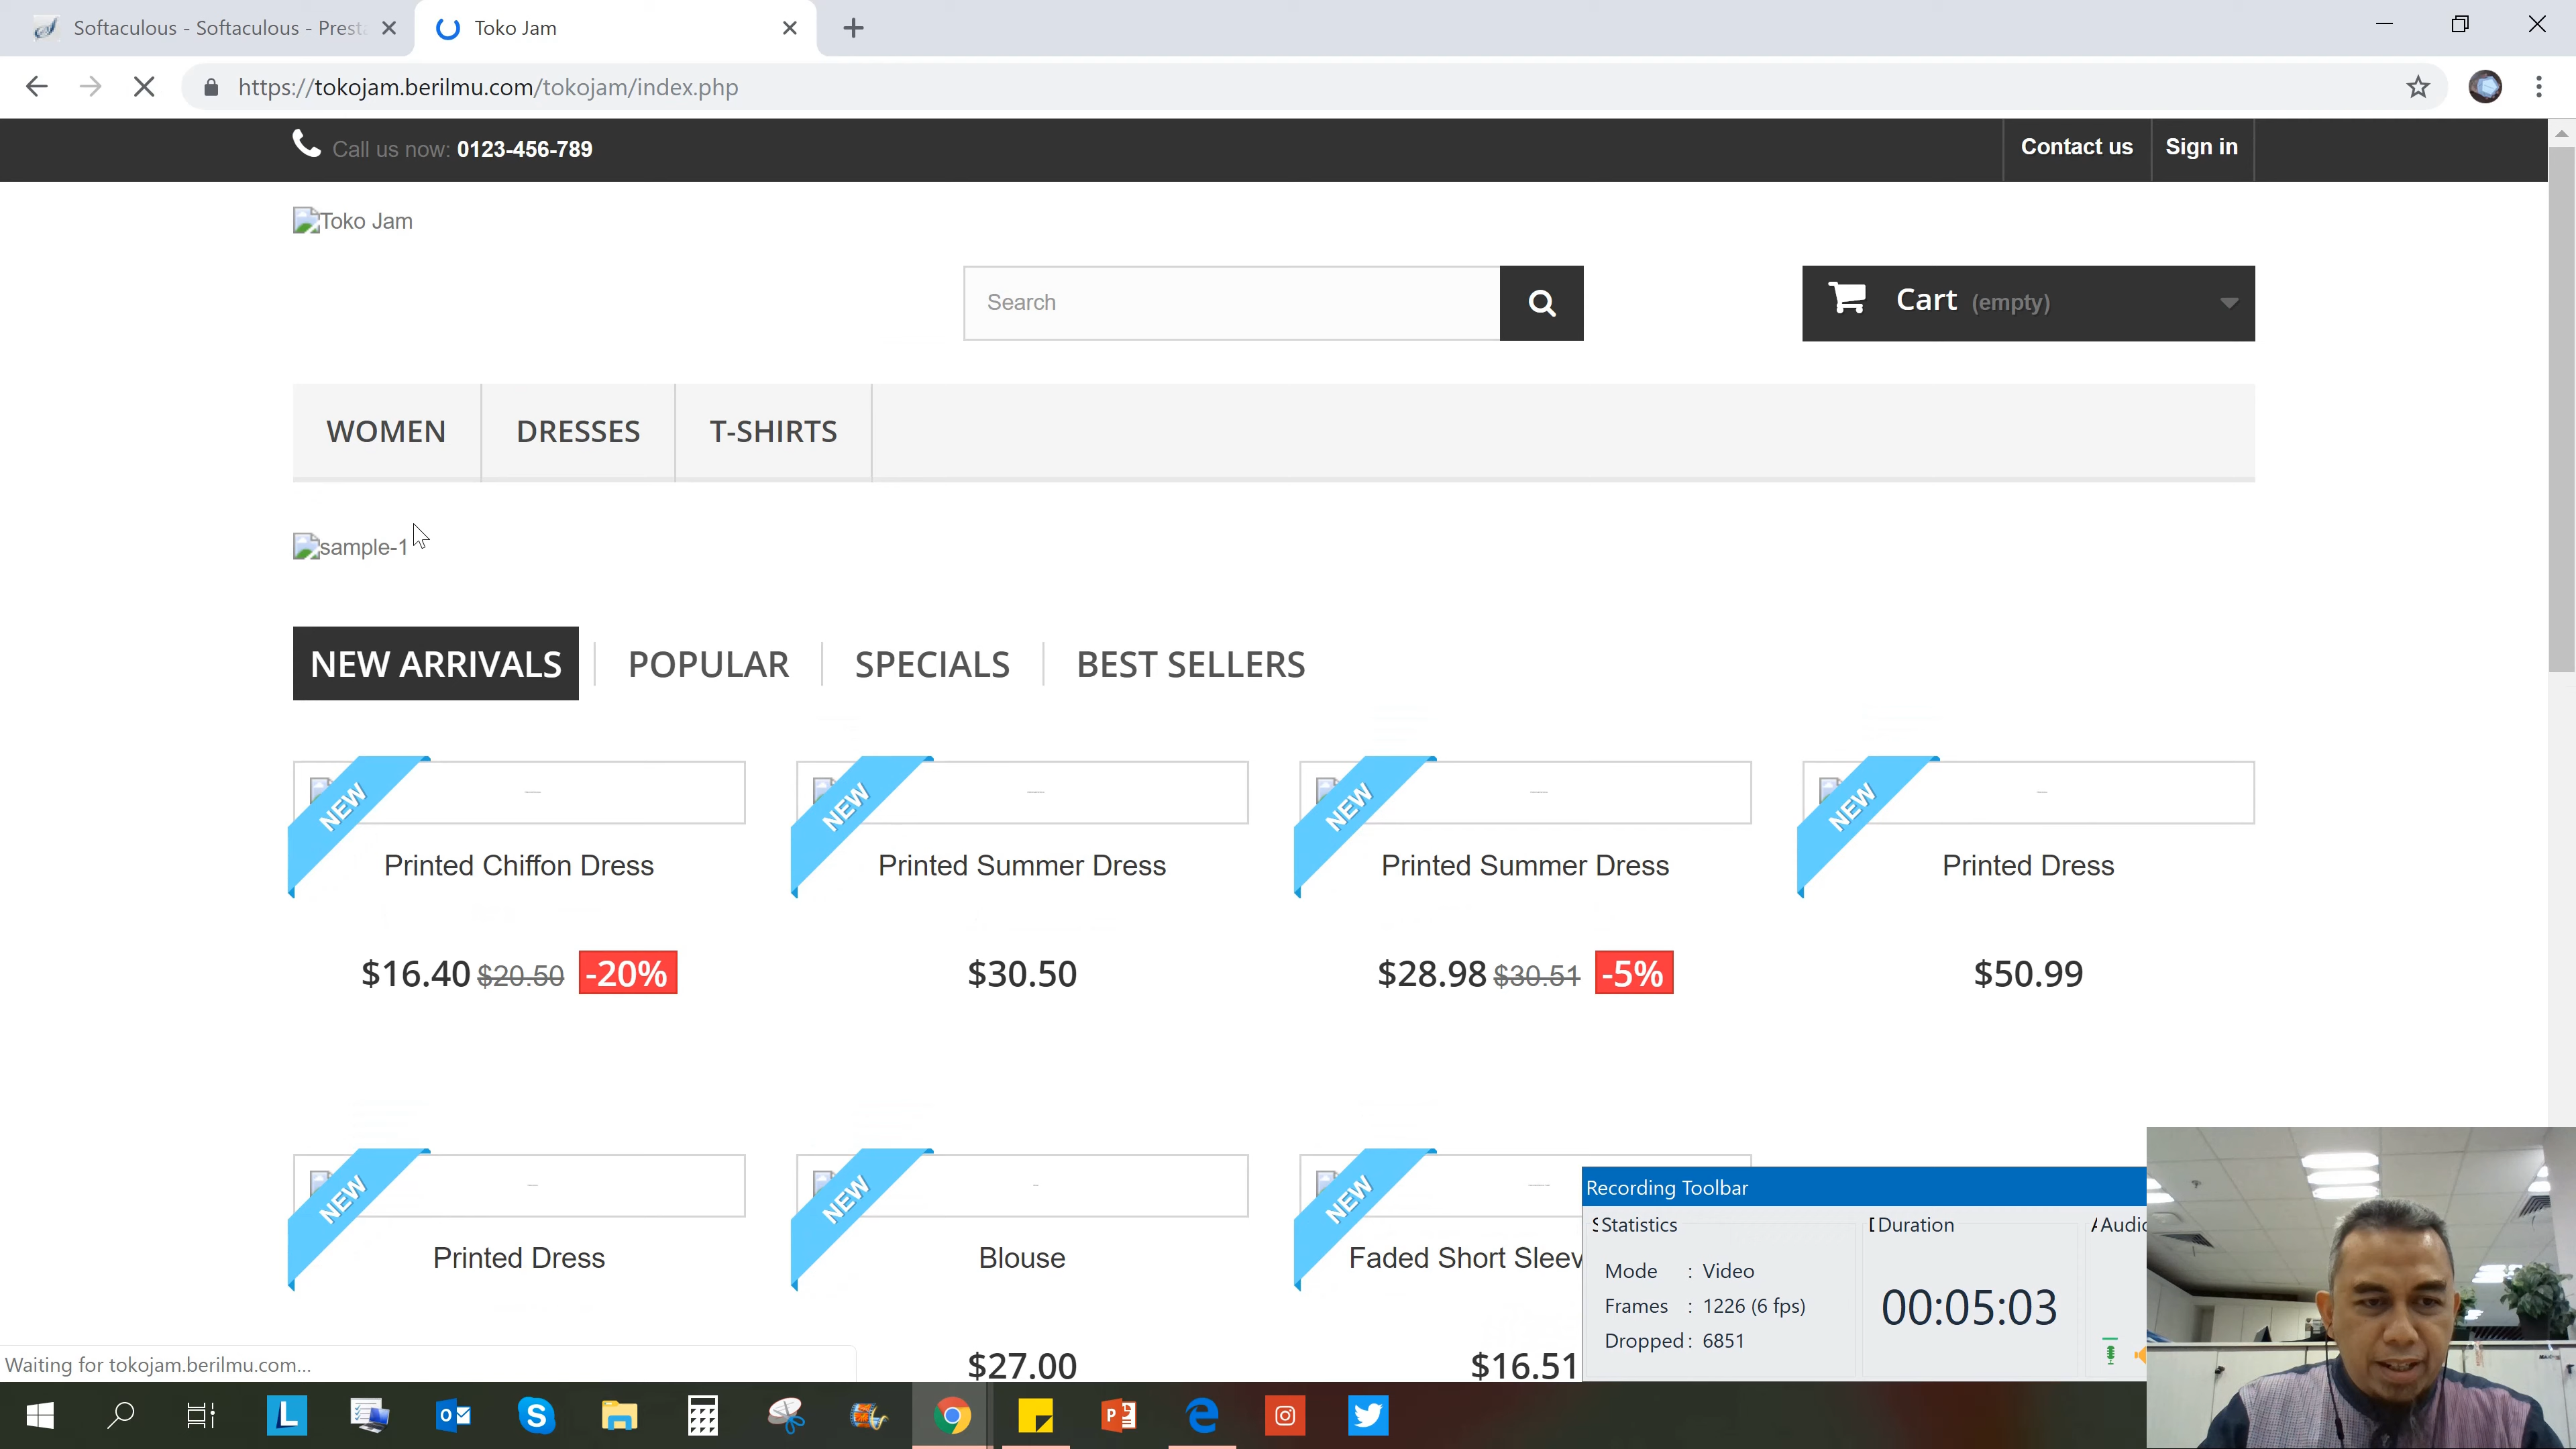 Softaculous - Softaculous - Presta
Toko Jam
https://tokojam.berilmu.com/tokojam/index.php
Call us now: 0123-456-789
Contact us
Sign in
Toko Jam
Search
Cart (empty)
WOMEN
DRESSES
T-SHIRTS
sample-1
NEW ARRIVALS
POPULAR
SPECIALS
BEST SELLERS
NEW
NEW
NEW
NEW
Printed Chiffon Dress
Printed Summer Dress
Printed Summer Dress
Printed Dress
$16.40 $20.50 -20%
$30.50
$28.98 $30.51 -5%
$50.99
NEW
NEW
NEW
Printed Dress
Blouse
Faded Short Sleev
$27.00
$16.51
Recording Toolbar
Statistics
Duration
Audio
Mode : Video
Frames : 1226 (6 fps)
Dropped : 6851
00:05:03
Waiting for tokojam.berilmu.com...